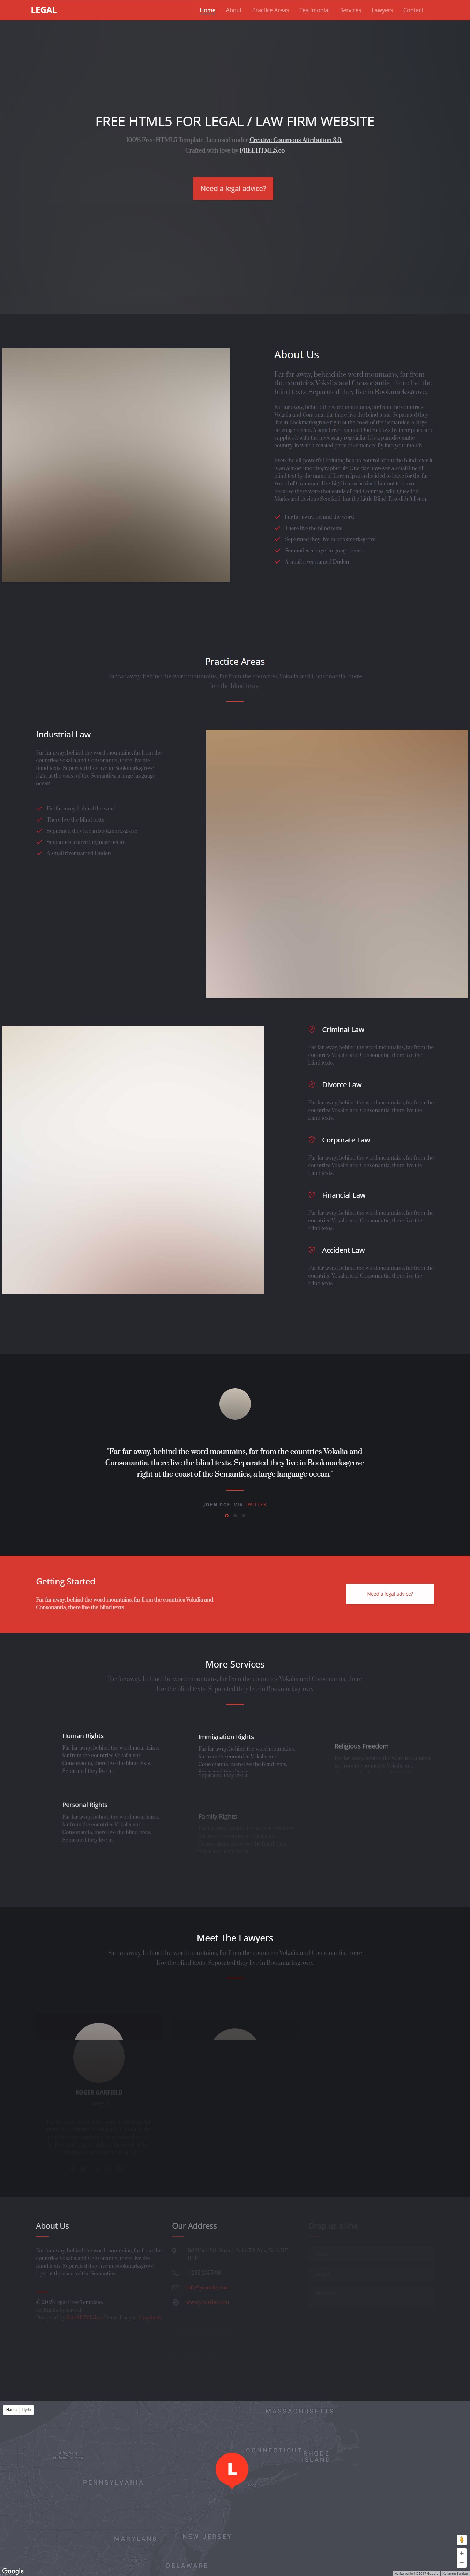 LEGAL
Home About Practice Areas Testimonial Services Lawyers Contact
FREE HTML5 FOR LEGAL / LAW FIRM WEBSITE
100% Free HTML5 Template. Licensed under Creative Commons Attribution 3.0.
Crafted with love by FREEHTML5.co
Need a legal advice?
About Us
Far far away, behind the word mountains, far from
the countries Vokalia and Consonantia, there live the
blind texts. Separated they live in Bookmarksgrove.
Far far away, behind the word mountains, far from the countries
Vokalia and Consonantia, there live the blind texts. Separated they
live in Bookmarksgrove right at the coast of the Semantics, a large
language ocean. A small river named Duden flows by their place and
supplies it with the necessary regelialia. It is a paradisematic
country, in which roasted parts of sentences fly into your mouth.
Even the all-powerful Pointing has no control about the blind texts it
is an almost unorthographic life One day however a small line of
blind text by the name of Lorem Ipsum decided to leave for the far
World of Grammar. The Big Oxmox advised her not to do so,
because there were thousands of bad Commas, wild Question
Marks and devious Semikoli, but the Little Blind Text didn't listen.
Far far away, behind the word
There live the blind texts
Separated they live in bookmarksgrove
Semantics a large language ocean
A small river named Duden
Practice Areas
Far far away, behind the word mountains, far from the countries Vokalia and Consonantia, there
live the blind texts.
Industrial Law
Far far away, behind the word mountains, far from the
countries Vokalia and Consonantia, there live the
blind texts. Separated they live in Bookmarksgrove
right at the coast of the Semantics, a large language
ocean.
Far far away, behind the word
There live the blind texts
Separated they live in bookmarksgrove
Semantics a large language ocean
A small river named Duden
Criminal Law
Far far away, behind the word mountains, far from the
countries Vokalia and Consonantia, there live the
blind texts.
Divorce Law
Far far away, behind the word mountains, far from the
countries Vokalia and Consonantia, there live the
blind texts.
Corporate Law
Far far away, behind the word mountains, far from the
countries Vokalia and Consonantia, there live the
blind texts.
Financial Law
Far far away, behind the word mountains, far from the
countries Vokalia and Consonantia, there live the
blind texts.
Accident Law
Far far away, behind the word mountains, far from the
countries Vokalia and Consonantia, there live the
blind texts.
"Far far away, behind the word mountains, far from the countries Vokalia and
Consonantia, there live the blind texts. Separated they live in Bookmarksgrove
right at the coast of the Semantics, a large language ocean."
JOHN DOE, VIA TWITTER
Getting Started
Far far away, behind the word mountains, far from the countries Vokalia and
Consonantia, there live the blind texts.
Need a legal advice?
More Services
Far far away, behind the word mountains, far from the countries Vokalia and Consonantia, there
live the blind texts. Separated they live in Bookmarksgrove
Human Rights
Far far away, behind the word mountains,
far from the countries Vokalia and
Consonantia, there live the blind texts.
Separated they live in.
Immigration Rights
Far far away, behind the word mountains,
far from the countries Vokalia and
Consonantia, there live the blind texts.
Separated they live in.
Religious Freedom
Far far away, behind the word mountains,
far from the countries Vokalia and
Personal Rights
Far far away, behind the word mountains,
far from the countries Vokalia and
Consonantia, there live the blind texts.
Separated they live in.
Family Rights
Meet The Lawyers
Far far away, behind the word mountains, far from the countries Vokalia and Consonantia, there
live the blind texts. Separated they live in Bookmarksgrove.
ROGER GARFIELD
About Us
Far far away, behind the word mountains, far from the
countries Vokalia and Consonantia, there live the
blind texts. Separated they live in Bookmarksgrove
right at the coast of the Semantics.
Our Address
Drop us a line
MASSACHUSETTS
CONNECTICUT
RHODE
ISLAND
PENNSYLVANIA
L
MARYLAND
NEW JERSEY
DELAWARE
Harita Uydu
Google